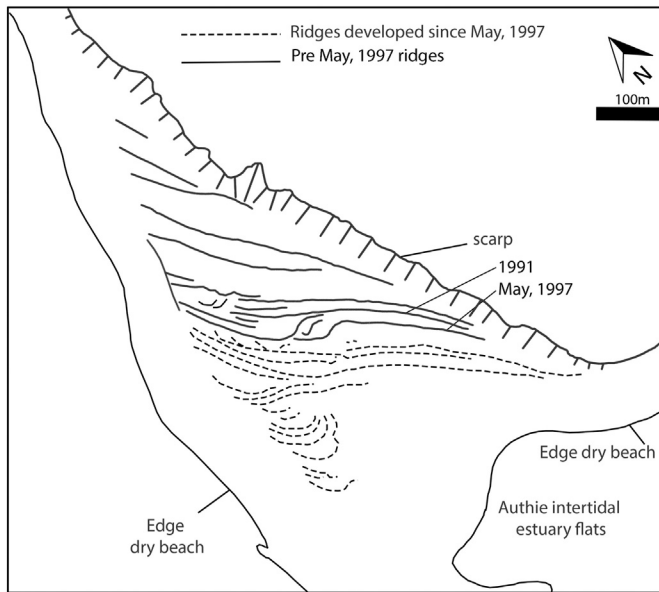 Ridges developed since May, 1997
Pre May, 1997 ridges
N
100m
scarp
1991
May, 1997
Edge dry beach
Authie intertidal
estuary flats
Edge
dry beach